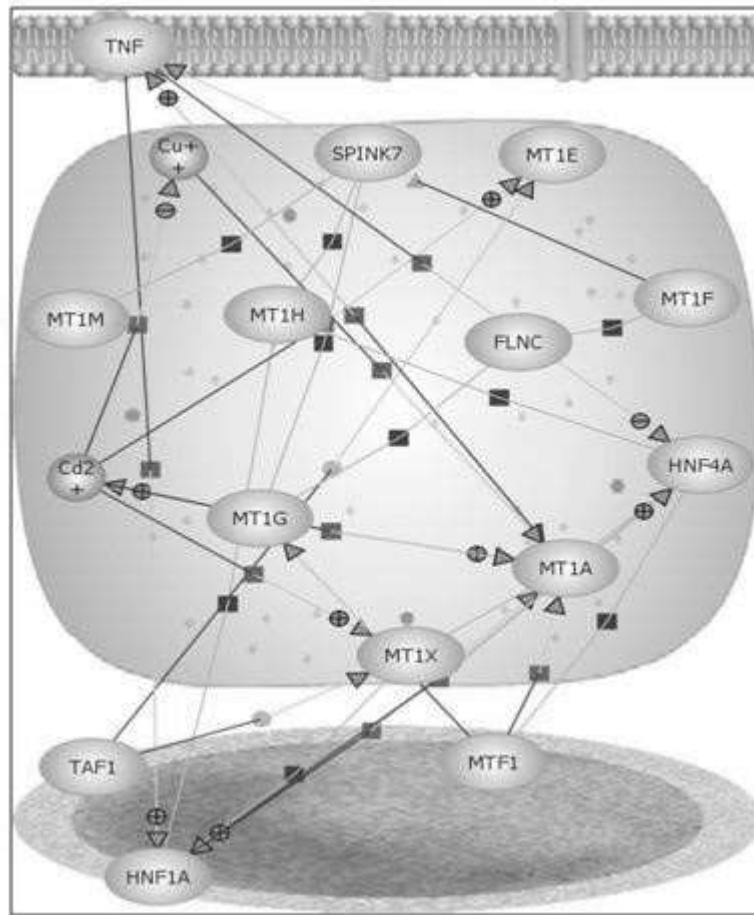 TNF
Cu+
+
SPINK7
MT1E
MT1M
MT1H
MT1F
FLNC
Cd2
+
HNF4A
MT1G
MT1A
MT1X
TAF1
MTF1
HNF1A